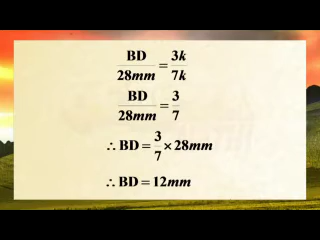 BD/28mm = 3k/7k
BD/28mm = 3/7
∴ BD = 3/7 × 28mm
∴ BD = 12mm